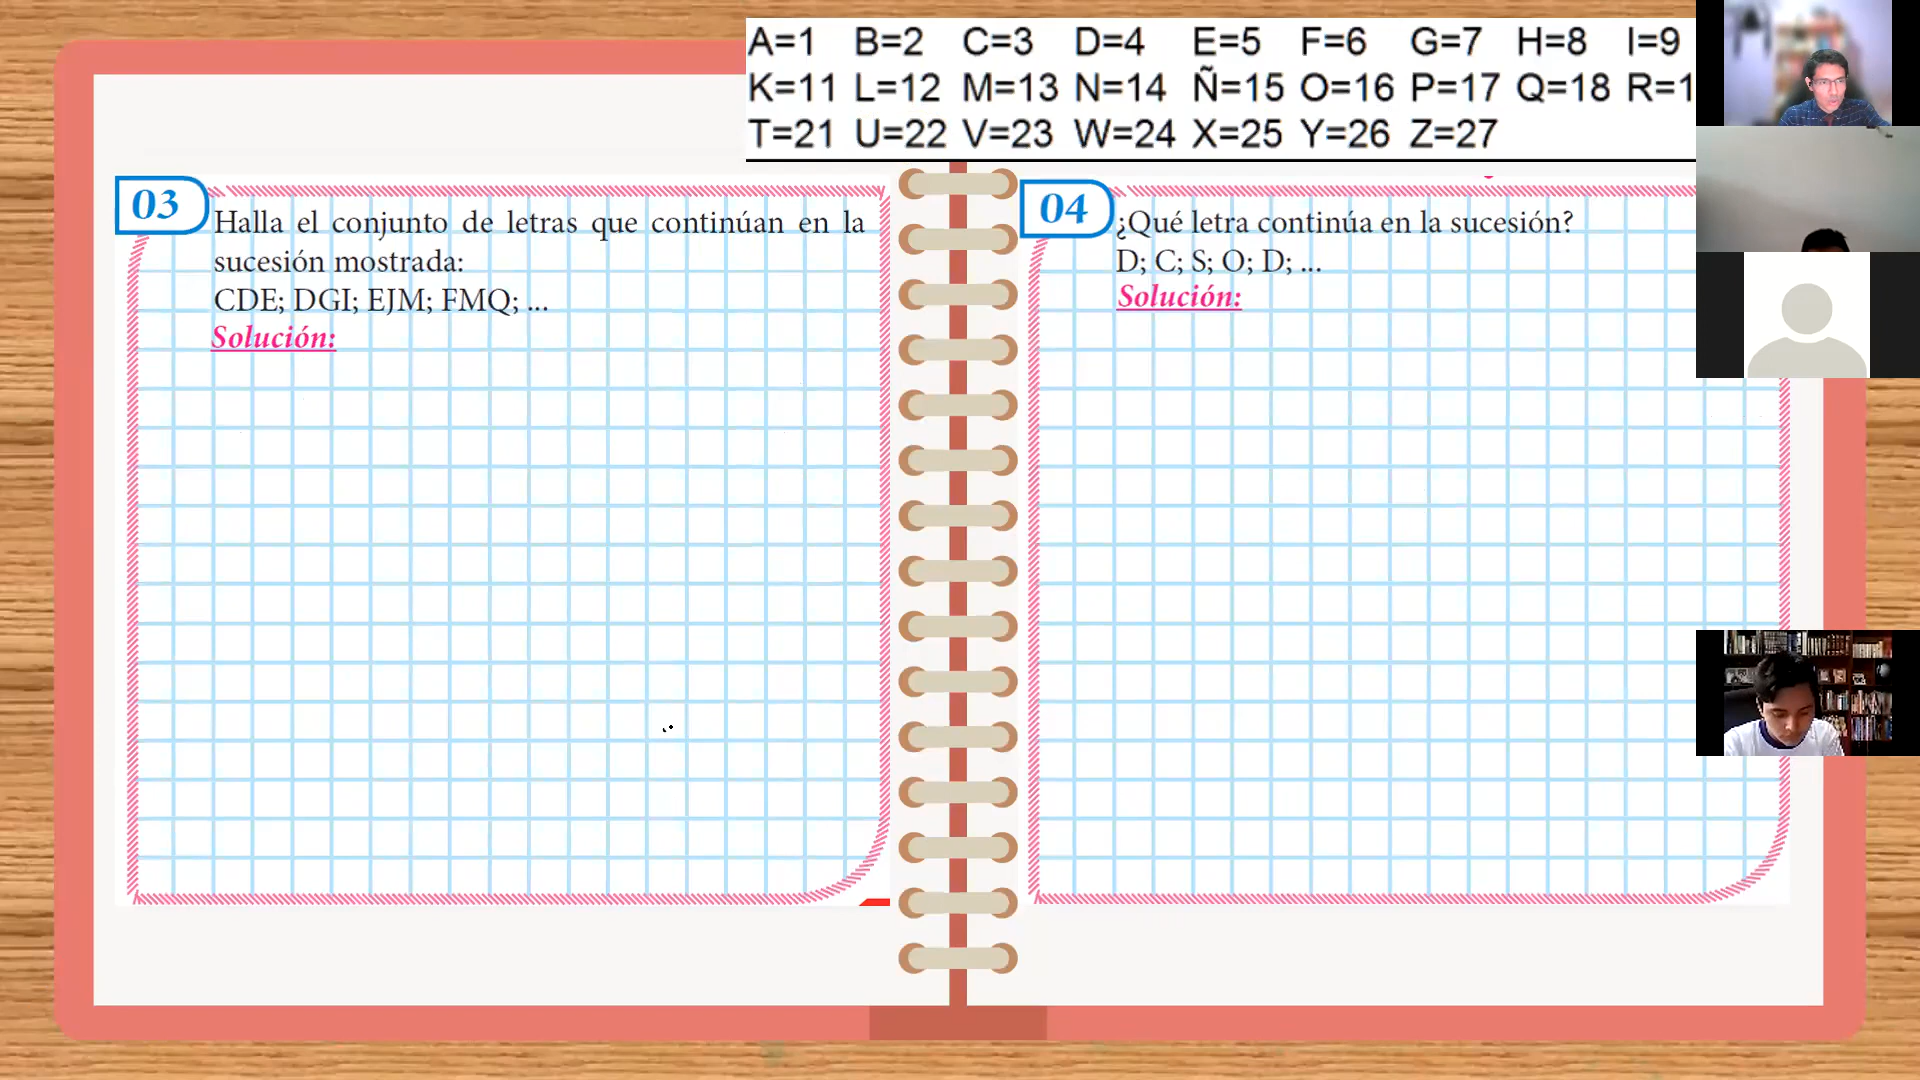 A=1 B=2 C=3 D=4 E=5 F=6 G=7 H=8 I=9
K=11 L=12 M=13 N=14 Ñ=15 O=16 P=17 Q=18 R=1
T=21 U=22 V=23 W=24 X=25 Y=26 Z=27
03
Halla el conjunto de letras que continúan en la
sucesión mostrada:
CDE; DGI; EJM; FMQ; ...
Solución:
04
¿Qué letra continúa en la sucesión?
D; C; S; O; D; ...
Solución: